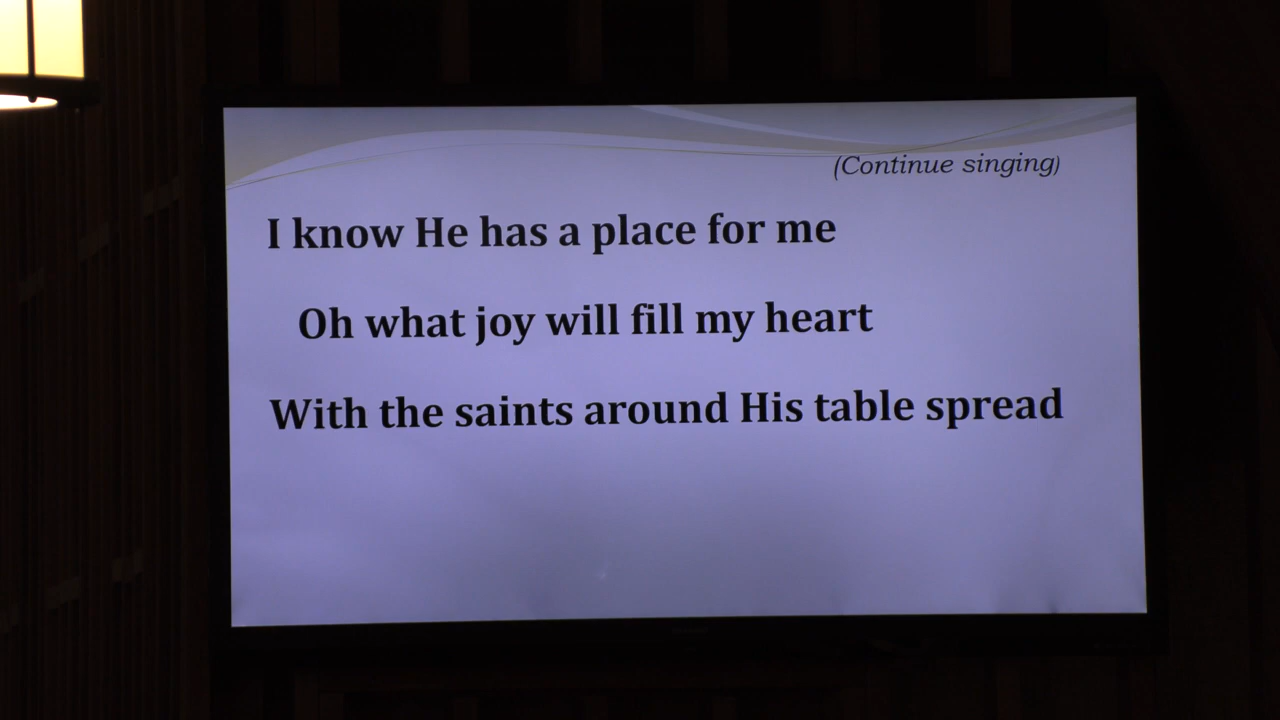 (Continue singing)
I know He has a place for me
Oh what joy will fill my heart
With the saints around His table spread